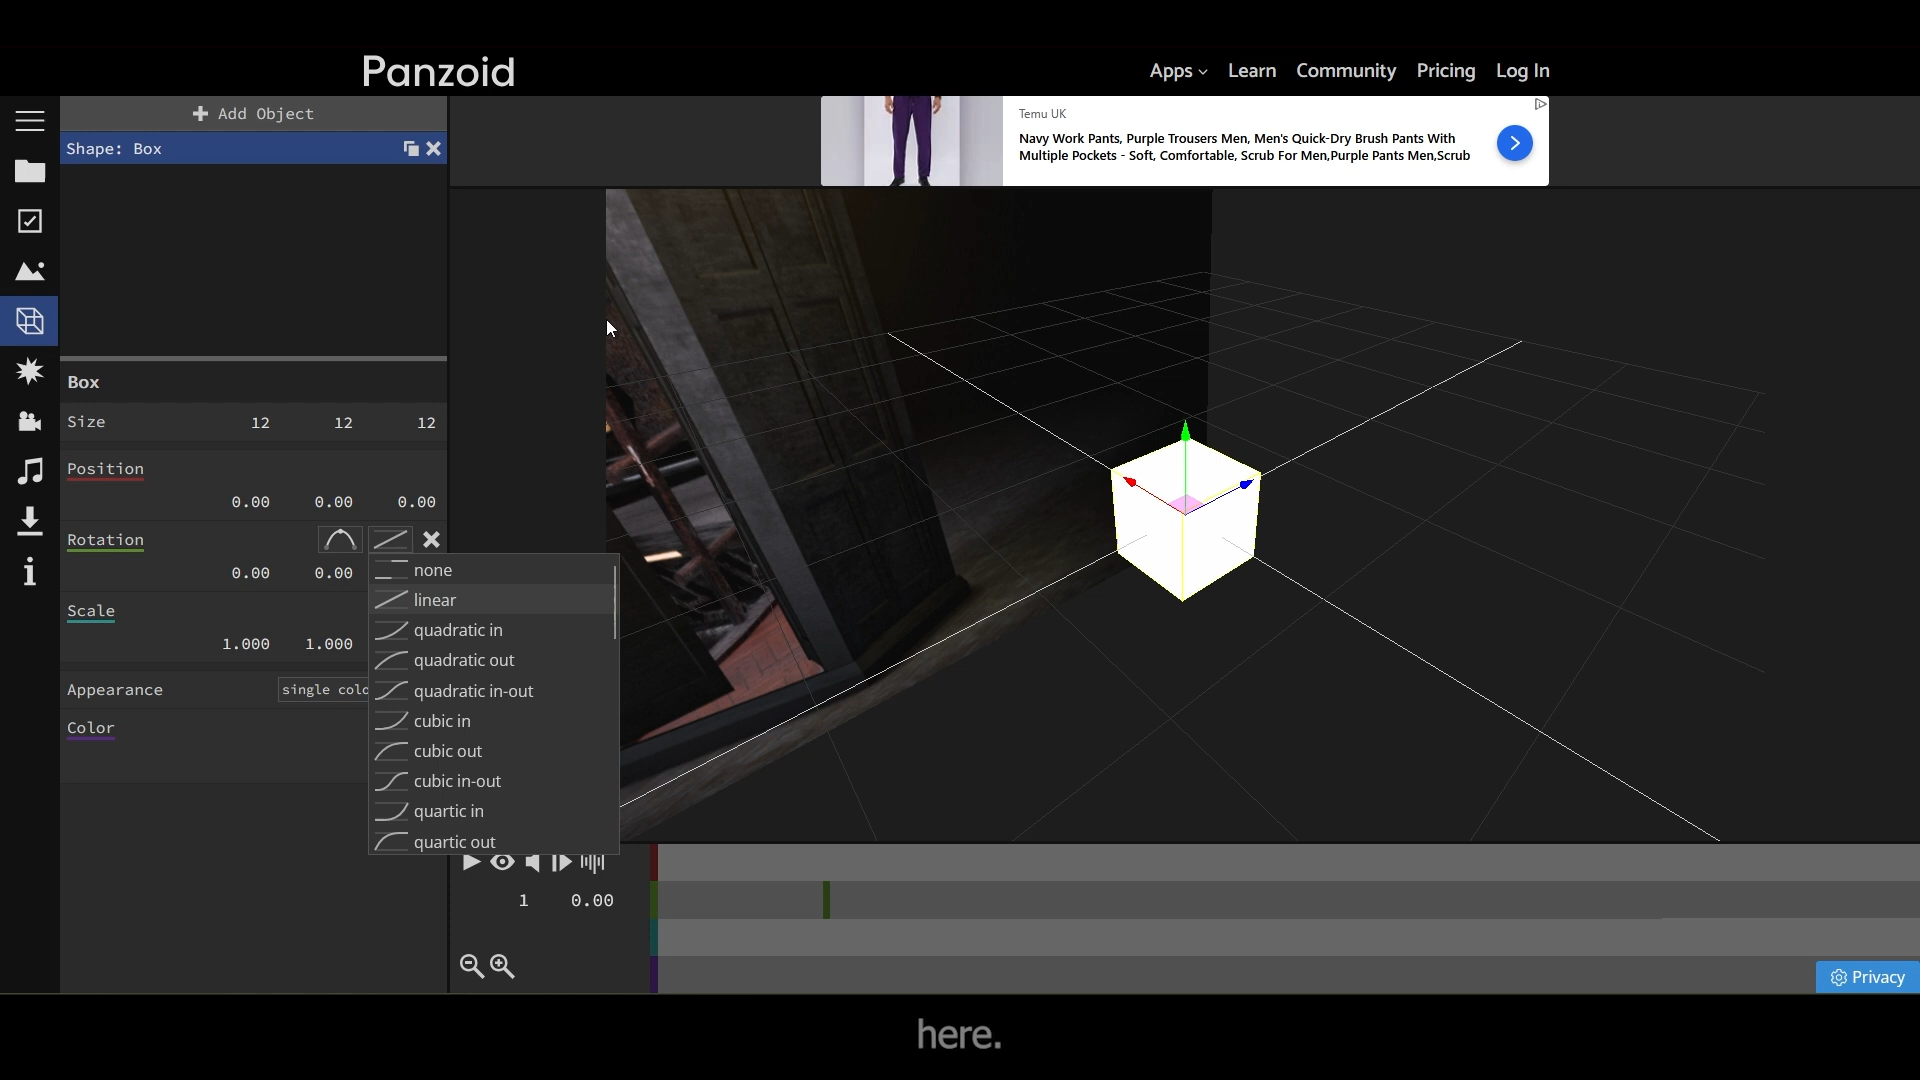 Panzoid
Apps Learn Community Pricing Log In
Add Object
Shape: Box
Temu UK
Navy Work Pants, Purple Trousers Men, Men's Quick-Dry Brush Pants With
Multiple Pockets - Soft, Comfortable, Scrub For Men,Purple Pants Men,Scrub
Box
Size 12 12 12
Position
0.00 0.00 0.00
Rotation
0.00 0.00
Scale
1.000 1.000
Appearance single colo
Color
none
linear
quadratic in
quadratic out
quadratic in-out
cubic in
cubic out
cubic in-out
quartic in
quartic out
1 0.00
Privacy
here.